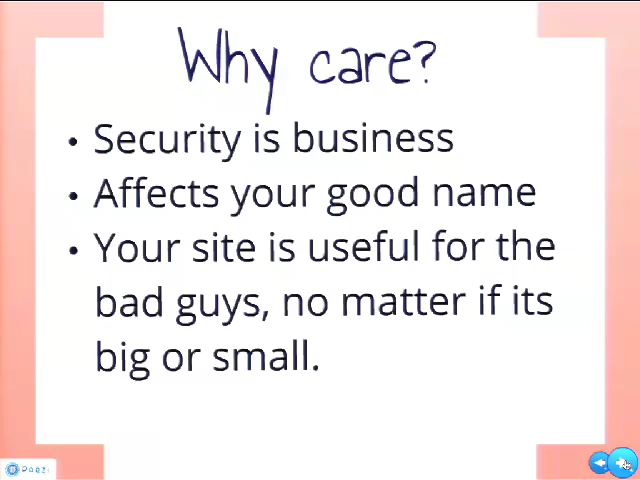 Why care?
• Security is business
• Affects your good name
• Your site is useful for the
bad guys, no matter if its
big or small.